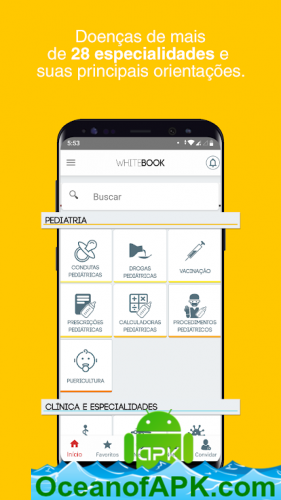 Doenças de mais
de 28 especialidades e
suas principais orientações.
5:53
WHITEBOOK
Buscar
PEDIATRIA
CONDUTAS
PEDIÁTRICAS
DROGAS
PEDIÁTRICAS
VACINAÇÃO
PRESCRIÇÕES
PEDIÁTRICAS
CALCULADORAS
PEDIÁTRICAS
PROCEDIMENTOS
PEDIÁTRICOS
PUERICULTURA
CLÍNICA E ESPECIALIDADES
Início
Favoritos
Convidar
APK
OceanofAPK.com